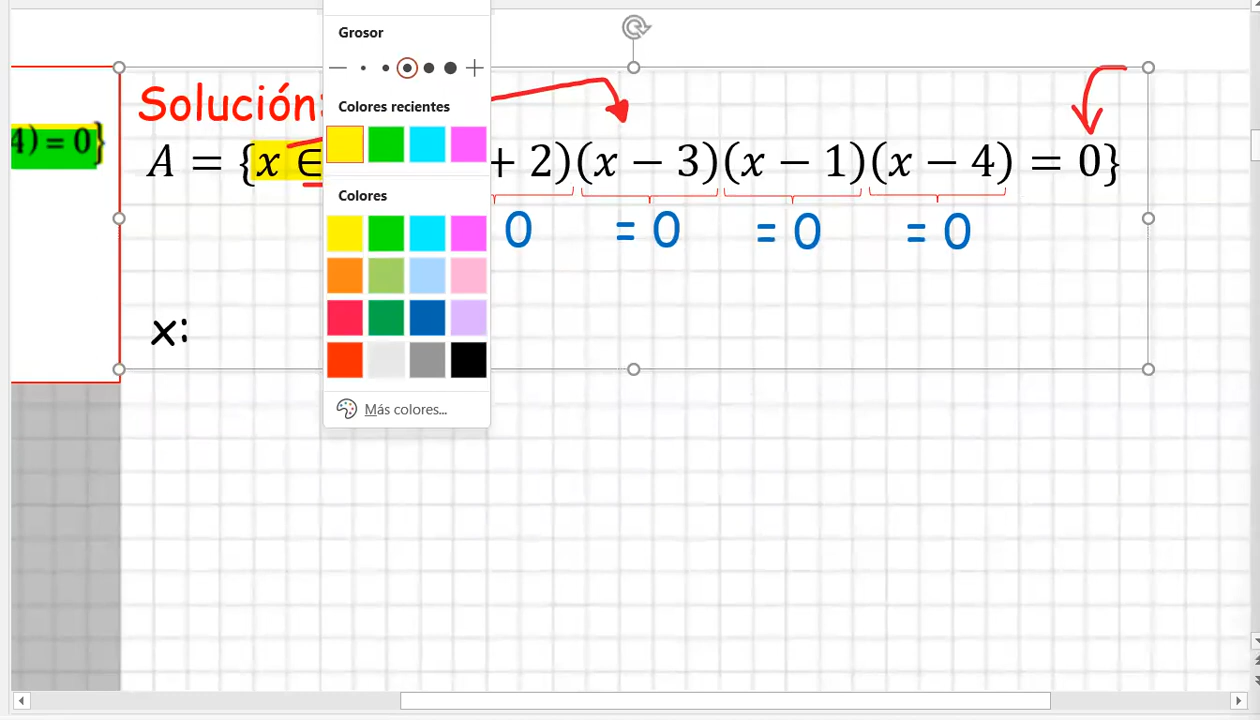 Grosor
Colores recientes
Colores
Más colores...
4) = 0}
Solución:
A = {x ∈ + 2)(x − 3)(x − 1)(x − 4) = 0}
0 = 0 = 0 = 0
x: